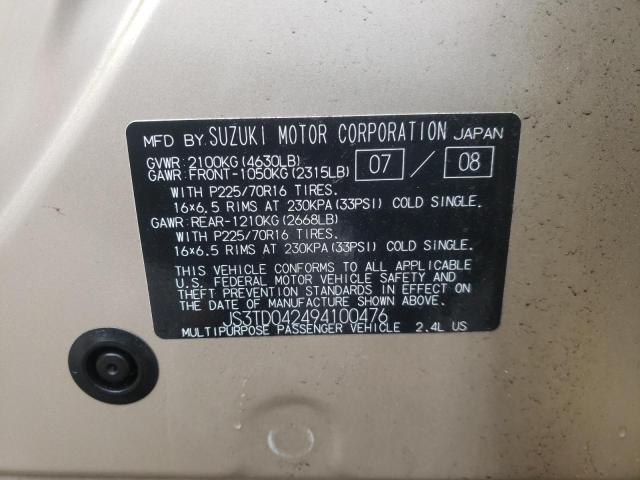 MFD BY SUZUKI MOTOR CORPORATION JAPAN
GVWR: 2100KG(4630LB) 07 / 08
GAWR: FRONT-1050KG(2315LB)
WITH P225/70R16 TIRES.
16×6.5 RIMS AT 230KPA(33PSI) COLD SINGLE.
GAWR: REAR-1210KG(2668LB)
WITH P225/70R16 TIRES.
16×6.5 RIMS AT 230KPA(33PSI) COLD SINGLE.
THIS VEHICLE CONFORMS TO ALL APPLICABLE
U.S. FEDERAL MOTOR VEHICLE SAFETY AND
THEFT PREVENTION STANDARDS IN EFFECT ON
THE DATE OF MANUFACTURE SHOWN ABOVE.
JS3TD042494100476
MULTIPURPOSE PASSENGER VEHICLE 2.4L US